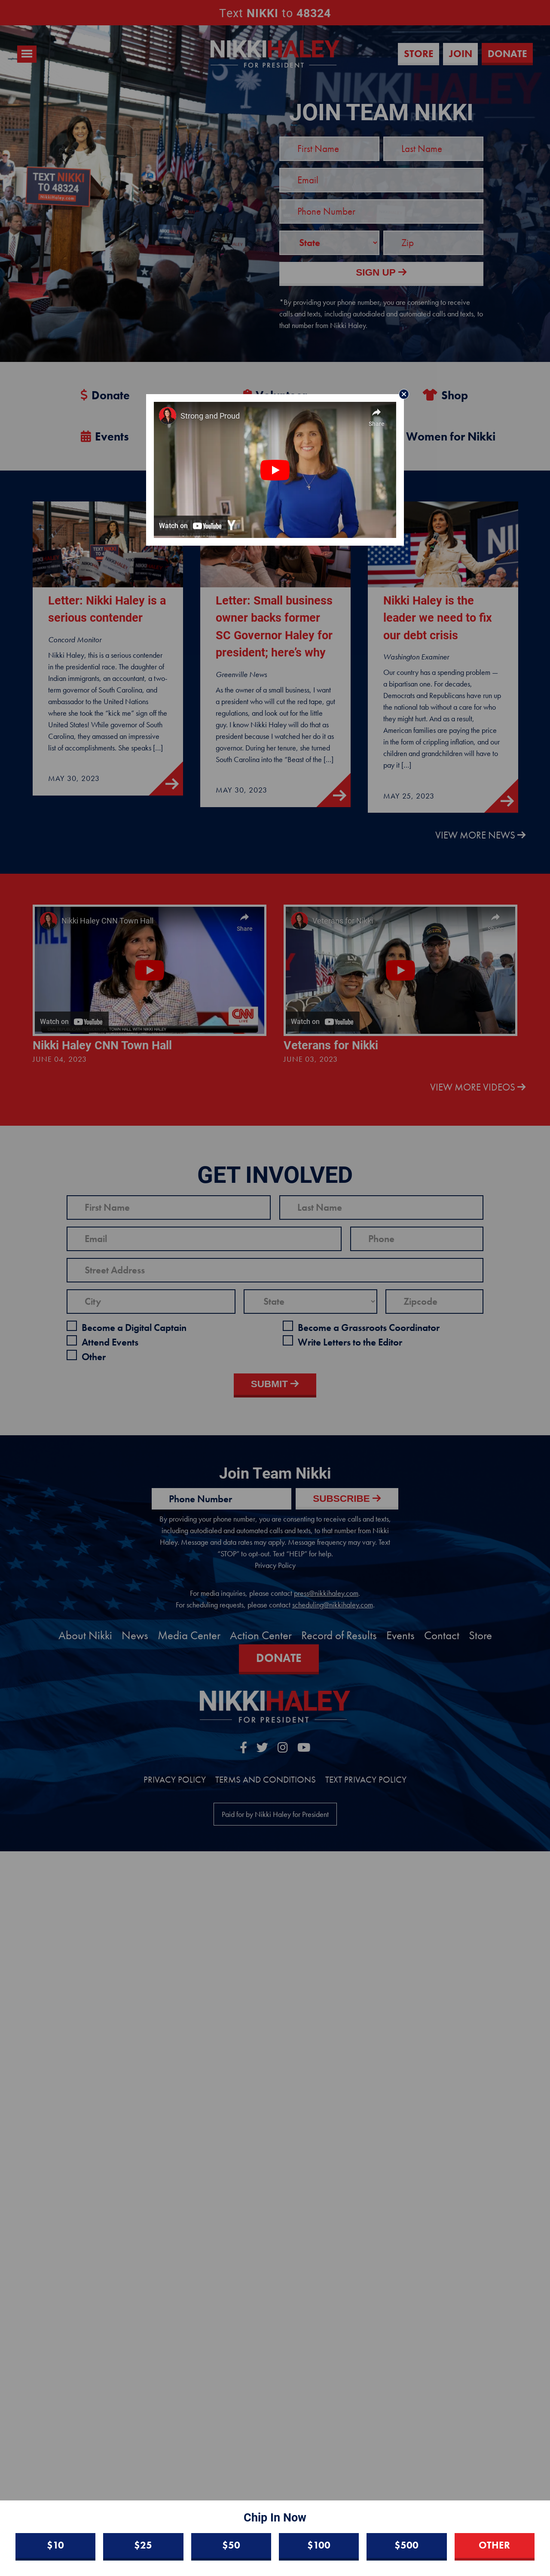 Text NIKKI to 48324
NIKKIHALEY
FOR PRESIDENT
STORE
JOIN
DONATE
JOIN TEAM NIKKI
TEXT NIKKI
TO 48324
First Name
Last Name
Email
Phone Number
State
Zip
SIGN UP
*By providing your phone number, you are consenting to receive
calls and texts, including autodialed and automated calls and texts, to
that number from Nikki Haley.
Donate
Volunteer
Shop
Events
Women for Nikki
Strong and Proud
Share
Watch on YouTube
Letter: Nikki Haley is a
serious contender
Concord Monitor
Nikki Haley, this is a serious contender
in the presidential race. The daughter of
Indian immigrants, an accountant, a two-
term governor of South Carolina, and
ambassador to the United Nations
where she took the “kick me” sign off the
United States! While governor of South
Carolina, they amassed an impressive
list of accomplishments. She speaks [...]
MAY 30, 2023
Letter: Small business
owner backs former
SC Governor Haley for
president; here’s why
Greenville News
As the owner of a small business, I want
a president who will cut the red tape, gut
regulations, and look out for the little
guy. I know Nikki Haley will do that as
president because I watched her do it as
governor. During her tenure, she turned
South Carolina into the “Beast of the [...]
MAY 30, 2023
Nikki Haley is the
leader we need to fix
our debt crisis
Washington Examiner
Our country has a spending problem —
a bipartisan one. For decades,
Democrats and Republicans have run up
the national tab without a care for who
they might hurt. And as a result,
American families are paying the price
in the form of crippling inflation, and our
children and grandchildren will have to
pay it [...]
MAY 25, 2023
VIEW MORE NEWS
Nikki Haley CNN Town Hall
Share
Watch on YouTube
CNN
Nikki Haley CNN Town Hall
JUNE 04, 2023
Veterans for Nikki
Watch on YouTube
Veterans for Nikki
JUNE 03, 2023
VIEW MORE VIDEOS
GET INVOLVED
First Name
Last Name
Email
Phone
Street Address
City
State
Zipcode
Become a Digital Captain
Become a Grassroots Coordinator
Attend Events
Write Letters to the Editor
Other
SUBMIT
Join Team Nikki
Phone Number
SUBSCRIBE
By providing your phone number, you are consenting to receive calls and texts,
including autodialed and automated calls and texts, to that number from Nikki
Haley. Message and data rates may apply. Message frequency may vary. Text
“STOP” to opt-out. Text “HELP” for help.
Privacy Policy
For media inquiries, please contact press@nikkihaley.com.
For scheduling requests, please contact scheduling@nikkihaley.com.
About Nikki
News
Media Center
Action Center
Record of Results
Events
Contact
Store
DONATE
NIKKIHALEY
FOR PRESIDENT
PRIVACY POLICY
TERMS AND CONDITIONS
TEXT PRIVACY POLICY
Paid for by Nikki Haley for President
Chip In Now
$10
$25
$50
$100
$500
OTHER